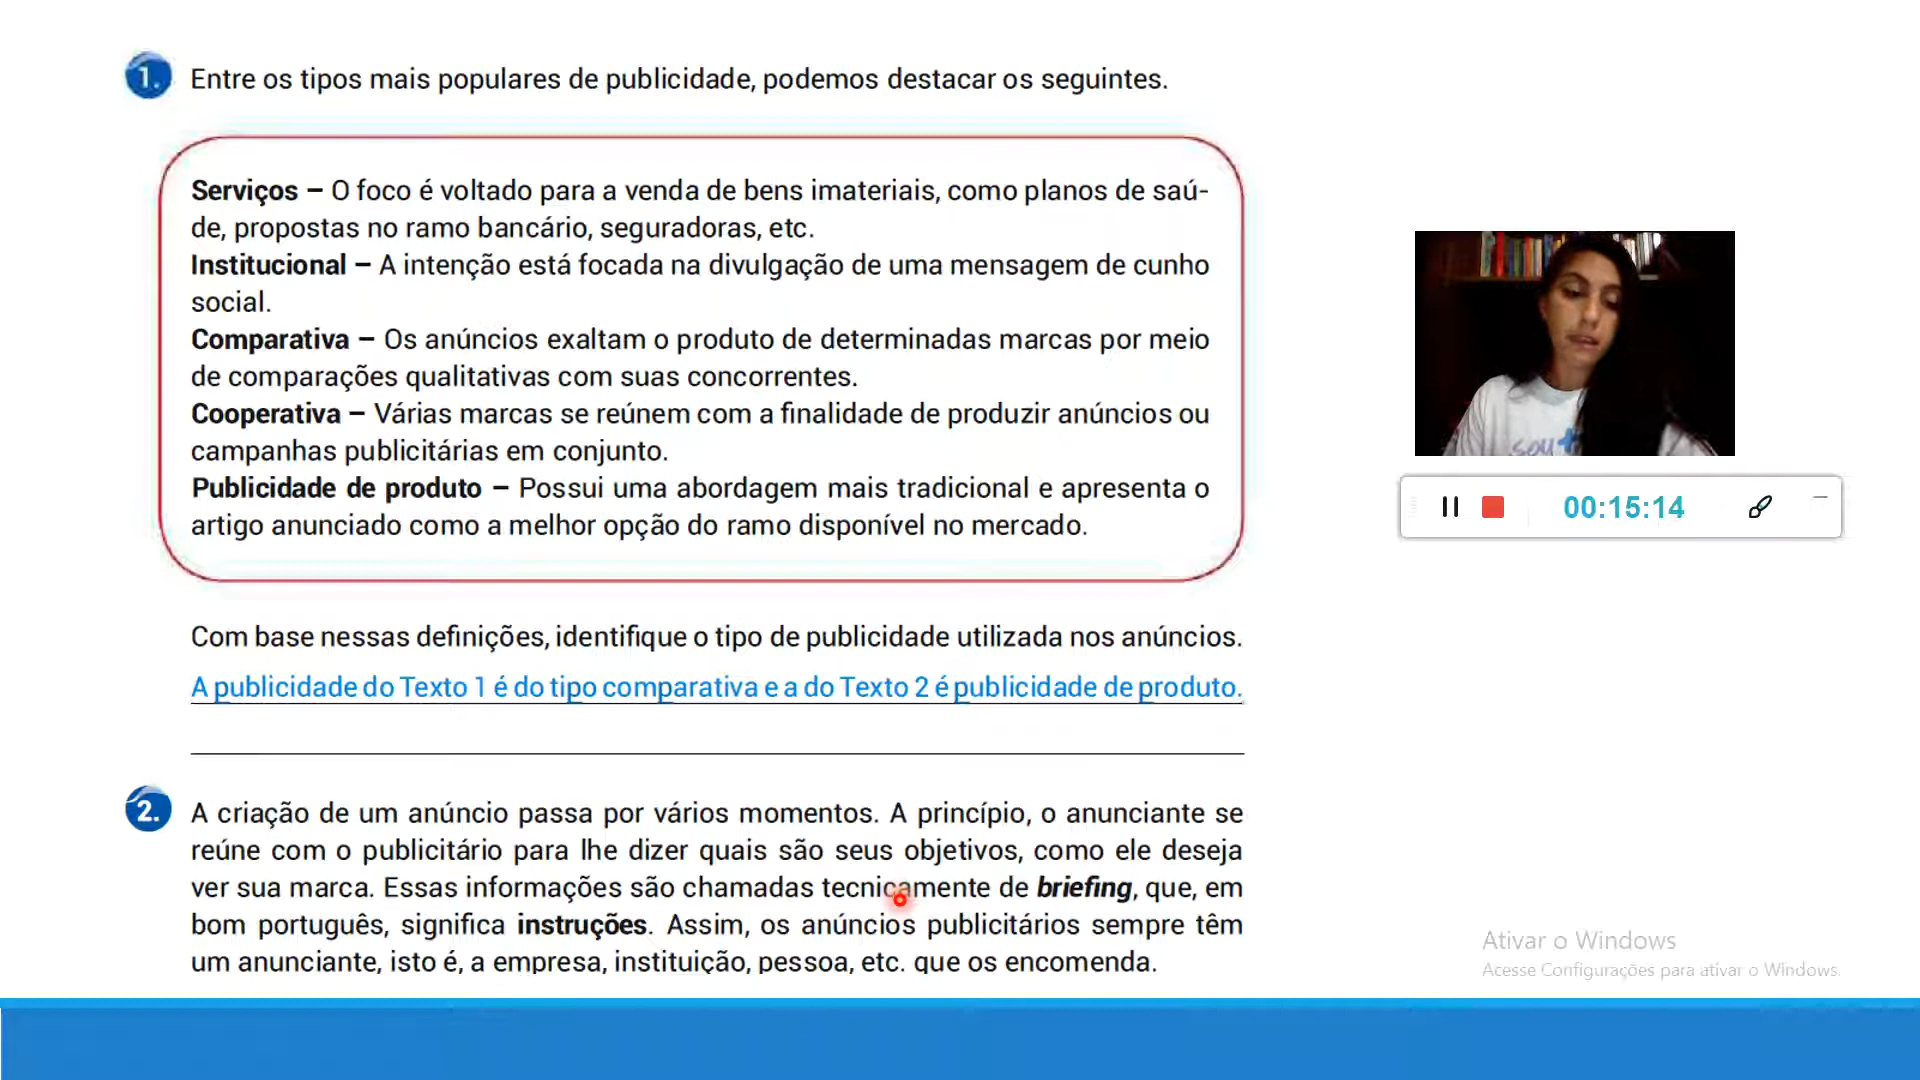 1. Entre os tipos mais populares de publicidade, podemos destacar os seguintes.
Serviços – O foco é voltado para a venda de bens imateriais, como planos de saú-
de, propostas no ramo bancário, seguradoras, etc.
Institucional – A intenção está focada na divulgação de uma mensagem de cunho
social.
Comparativa – Os anúncios exaltam o produto de determinadas marcas por meio
de comparações qualitativas com suas concorrentes.
Cooperativa – Várias marcas se reúnem com a finalidade de produzir anúncios ou
campanhas publicitárias em conjunto.
Publicidade de produto – Possui uma abordagem mais tradicional e apresenta o
artigo anunciado como a melhor opção do ramo disponível no mercado.
Com base nessas definições, identifique o tipo de publicidade utilizada nos anúncios.
A publicidade do Texto 1 é do tipo comparativa e a do Texto 2 é publicidade de produto.
2. A criação de um anúncio passa por vários momentos. A princípio, o anunciante se
reúne com o publicitário para lhe dizer quais são seus objetivos, como ele deseja
ver sua marca. Essas informações são chamadas tecnicamente de briefing, que, em
bom português, significa instruções. Assim, os anúncios publicitários sempre têm
um anunciante, isto é, a empresa, instituição, pessoa, etc. que os encomenda.
sou+
00:15:14
Ativar o Windows
Acesse Configurações para ativar o Windows.